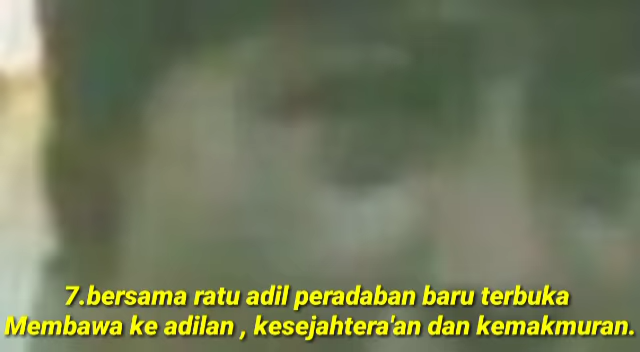 7.bersama ratu adil peradaban baru terbuka
Membawa ke adilan , kesejahtera'an dan kemakmuran.